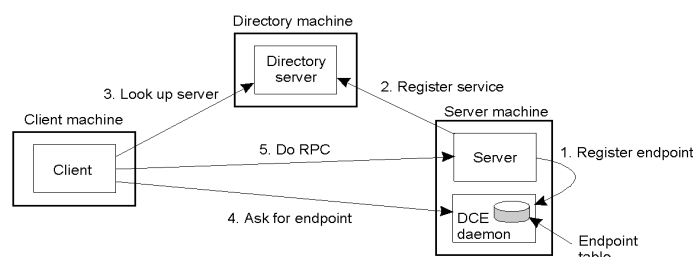 Directory machine
Directory
server
3. Look up server
2. Register service
Client machine
Server machine
Client
5. Do RPC
Server
1. Register endpoint
4. Ask for endpoint
DCE
daemon
Endpoint
table